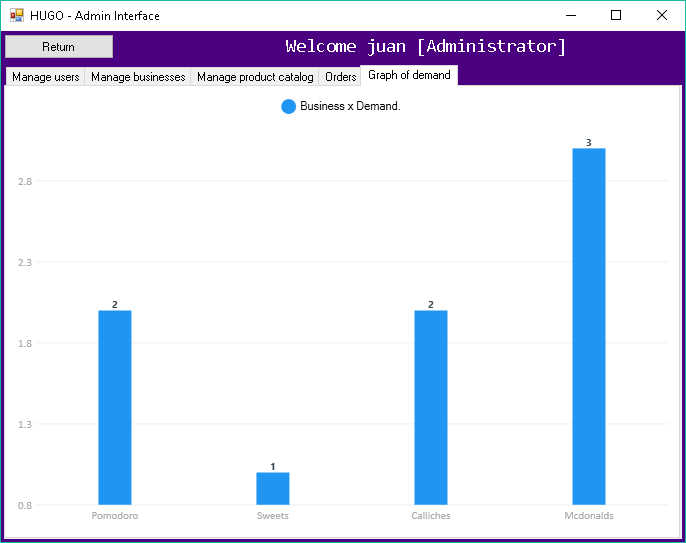 HUGO - Admin Interface
Return
Welcome juan [Administrator]
Manage users
Manage businesses
Manage product catalog
Orders
Graph of demand
Business x Demand.
3
2.8
2.3
2
2
1.8
1.3
1
0.8
Pomodoro
Sweets
Calliches
Mcdonalds